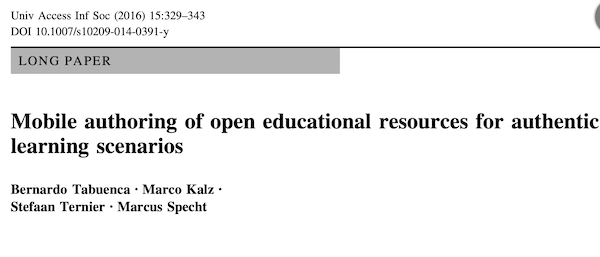 Univ Access Inf Soc (2016) 15:329–343
DOI 10.1007/s10209-014-0391-y
LONG PAPER
Mobile authoring of open educational resources for authentic
learning scenarios
Bernardo Tabuenca · Marco Kalz ·
Stefaan Ternier · Marcus Specht